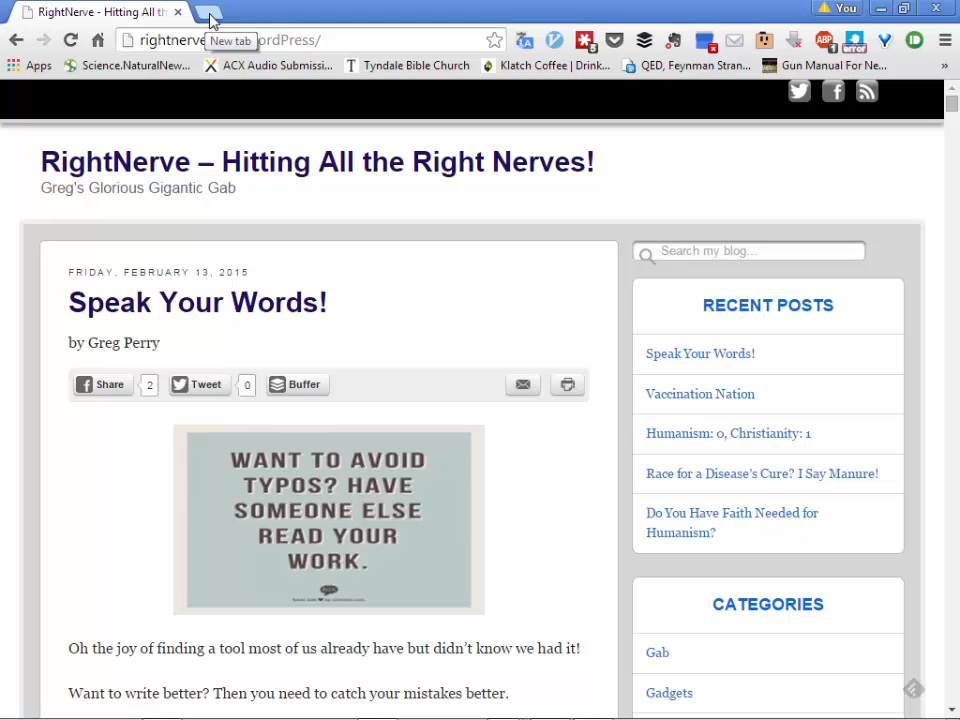 RightNerve - Hitting All th
You
rightnerve
ordPress/
New tab
5
ABP
1
error
Apps
Science.NaturalNew...
ACX Audio Submissi...
Tyndale Bible Church
Klatch Coffee | Drink...
QED, Feynman Stran...
Gun Manual For Ne...
»
RightNerve – Hitting All the Right Nerves!
Greg's Glorious Gigantic Gab
Search my blog...
FRIDAY, FEBRUARY 13, 2015
Speak Your Words!
by Greg Perry
Share 2 Tweet 0 Buffer
WANT TO AVOID
TYPOS? HAVE
SOMEONE ELSE
READ YOUR
WORK.
Oh the joy of finding a tool most of us already have but didn’t know we had it!
Want to write better? Then you need to catch your mistakes better.
RECENT POSTS
Speak Your Words!
Vaccination Nation
Humanism: 0, Christianity: 1
Race for a Disease’s Cure? I Say Manure!
Do You Have Faith Needed for
Humanism?
CATEGORIES
Gab
Gadgets